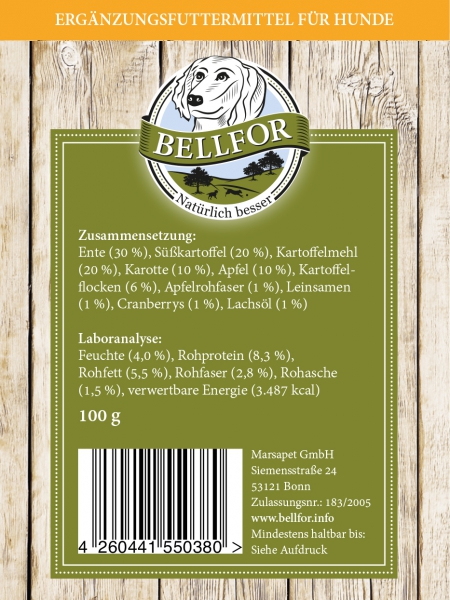 ERGÄNZUNGSFUTTERMITTEL FÜR HUNDE
BELLFOR
Natürlich besser
Zusammensetzung:
Ente (30 %), Süßkartoffel (20 %), Kartoffelmehl
(20 %), Karotte (10 %), Apfel (10 %), Kartoffel-
flocken (6 %), Apfelrohfaser (1 %), Leinsamen
(1 %), Cranberrys (1 %), Lachsöl (1 %)
Laboranalyse:
Feuchte (4,0 %), Rohprotein (8,3 %),
Rohfett (5,5 %), Rohfaser (2,8 %), Rohasche
(1,5 %), verwertbare Energie (3.487 kcal)
100 g
Marsapet GmbH
Siemensstraße 24
53121 Bonn
Zulassungsnr.: 183/2005
www.bellfor.info
Mindestens haltbar bis:
Siehe Aufdruck
4 260441 550380 >